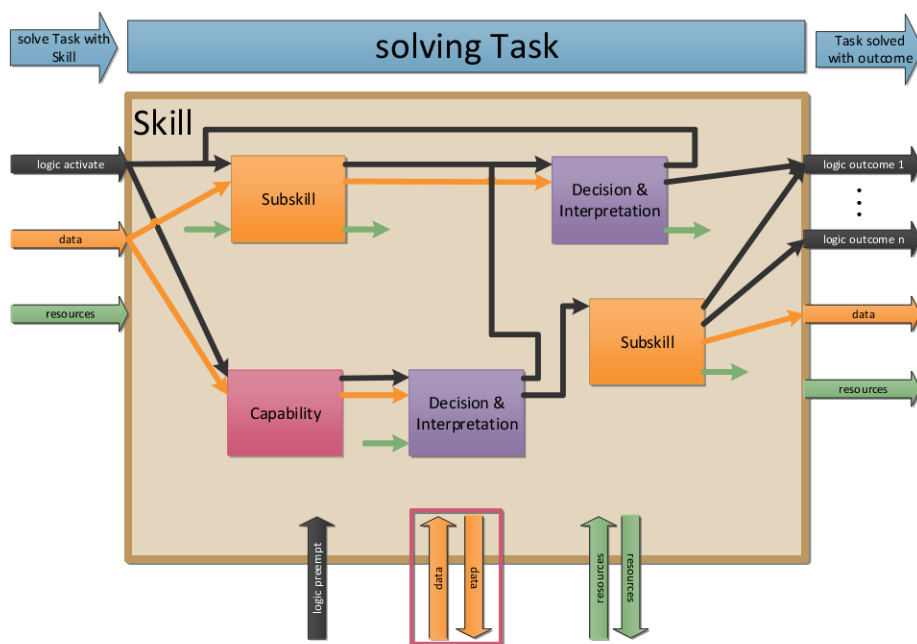 solve Task with
Skill
solving Task
Task solved
with outcome
Skill
logic activate
data
resources
Subskill
Decision &
Interpretation
Subskill
Capability
Decision &
Interpretation
logic outcome 1
logic outcome n
data
resources
logic preempt
data
data
resources
resources